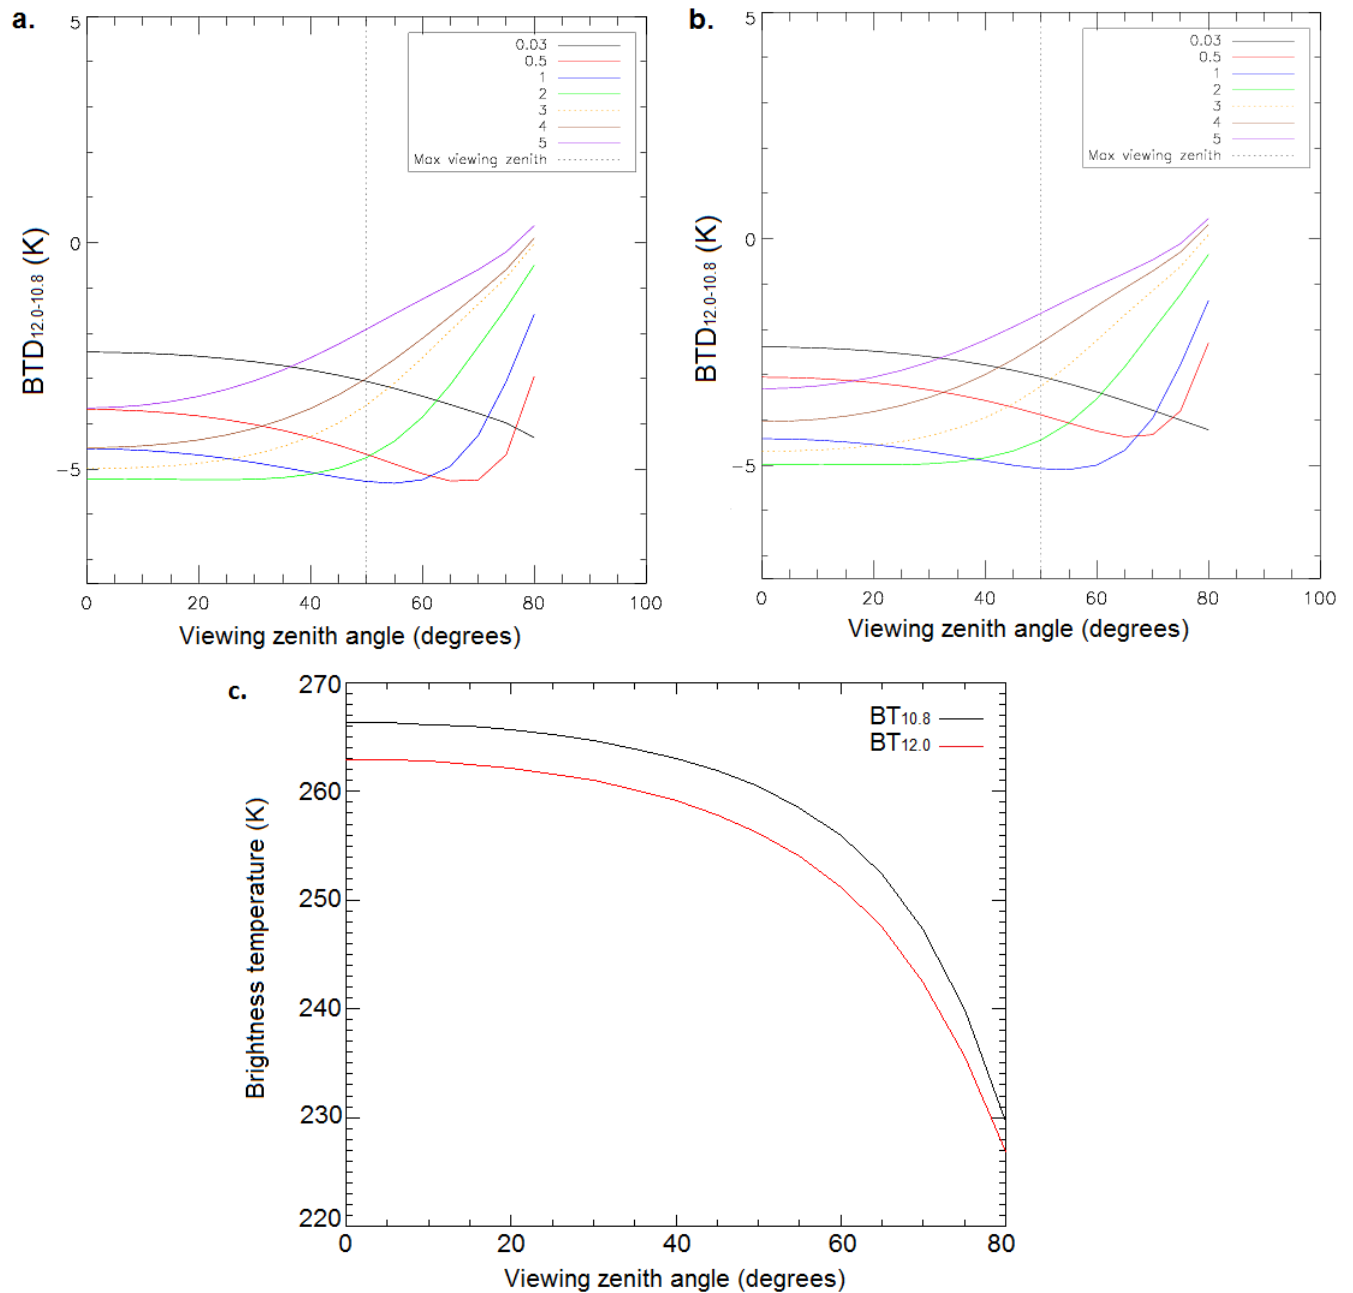 a.
5
0
−5
BTD12.0-10.8 (K)
0.03
0.5
1
2
3
4
5
Max viewing zenith
0 20 40 60 80 100
Viewing zenith angle (degrees)
b.
5
0
−5
BTD12.0-10.8 (K)
0.03
0.5
1
2
3
4
5
Max viewing zenith
0 20 40 60 80 100
Viewing zenith angle (degrees)
c.
270
260
250
240
230
220
Brightness temperature (K)
BT10.8
BT12.0
0 20 40 60 80
Viewing zenith angle (degrees)